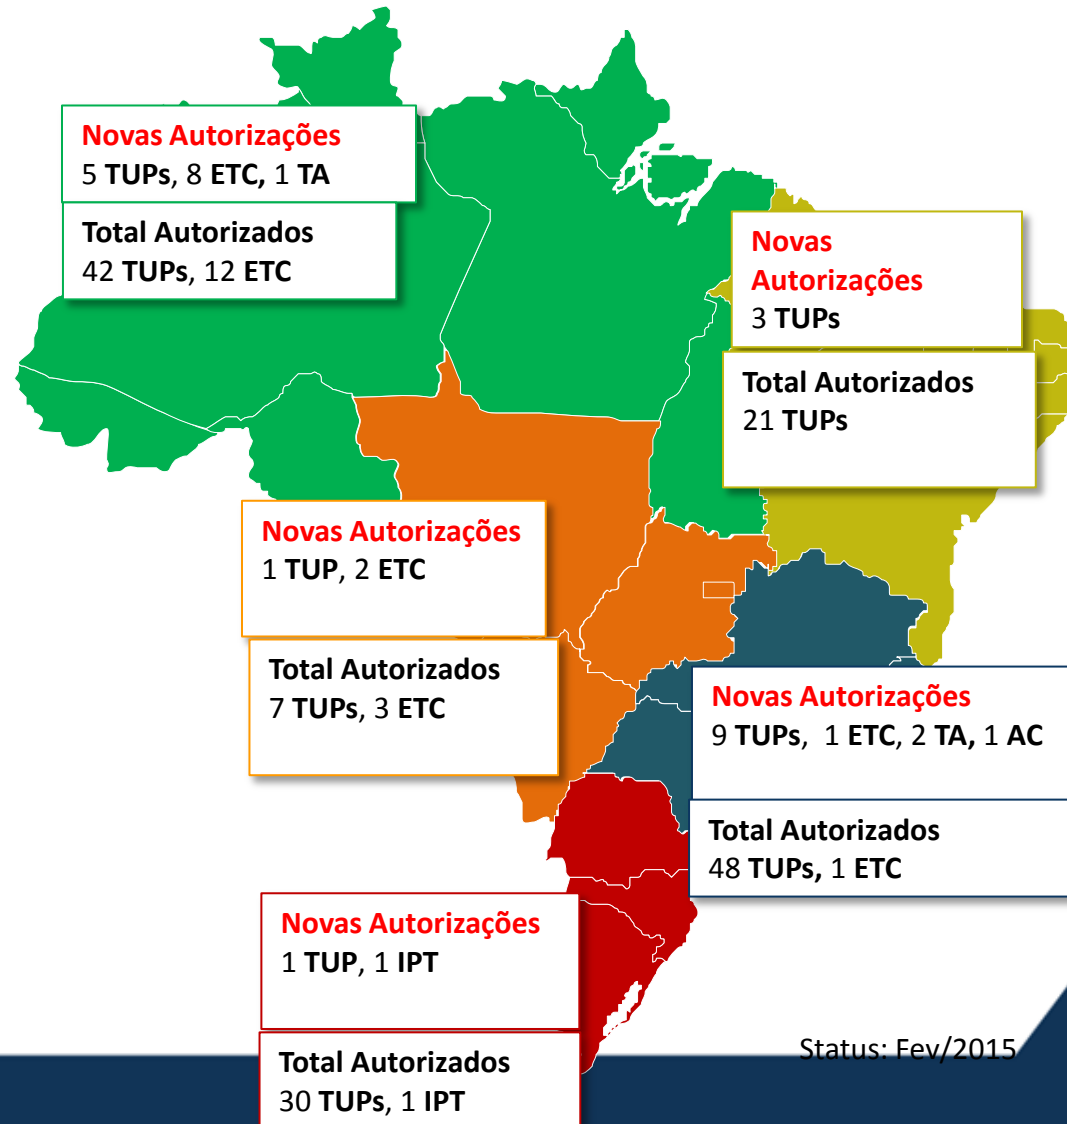 Novas Autorizações
5 TUPs, 8 ETC, 1 TA
Total Autorizados
42 TUPs, 12 ETC
Novas
Autorizações
3 TUPs
Total Autorizados
21 TUPs
Novas Autorizações
1 TUP, 2 ETC
Total Autorizados
7 TUPs, 3 ETC
Novas Autorizações
9 TUPs, 1 ETC, 2 TA, 1 AC
Total Autorizados
48 TUPs, 1 ETC
Novas Autorizações
1 TUP, 1 IPT
Total Autorizados
30 TUPs, 1 IPT
Status: Fev/2015